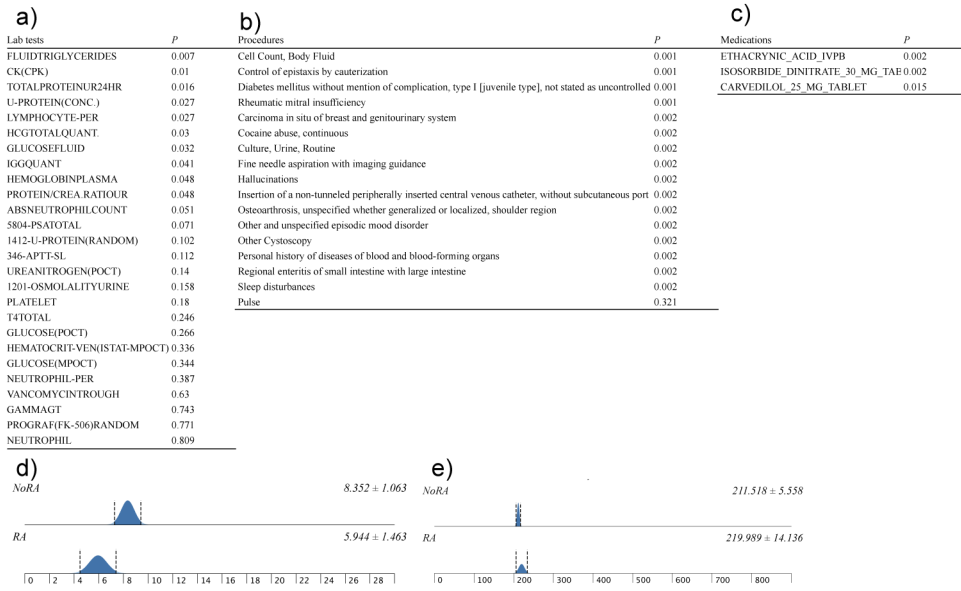 a)
Lab tests P
FLUIDTRIGLYCERIDES 0.007
CK(CPK) 0.01
TOTALPROTEINUR24HR 0.016
U-PROTEIN(CONC.) 0.027
LYMPHOCYTE-PER 0.027
HCGTOTALQUANT. 0.03
GLUCOSEFLUID 0.032
IGGQUANT 0.041
HEMOGLOBINPLASMA 0.048
PROTEIN/CREA.RATIOUR 0.048
ABSNEUTROPHILCOUNT 0.051
5804-PSATOTAL 0.071
1412-U-PROTEIN(RANDOM) 0.102
346-APTT-SL 0.112
UREANITROGEN(POCT) 0.14
1201-OSMOLALITYURINE 0.158
PLATELET 0.18
T4TOTAL 0.246
GLUCOSE(POCT) 0.266
HEMATOCRIT-VEN(ISTAT-MPOCT) 0.336
GLUCOSE(MPOCT) 0.344
NEUTROPHIL-PER 0.387
VANCOMYCINTROUGH 0.63
GAMMAGT 0.743
PROGRAF(FK-506)RANDOM 0.771
NEUTROPHIL 0.809
b)
Procedures P
Cell Count, Body Fluid 0.001
Control of epistaxis by cauterization 0.001
Diabetes mellitus without mention of complication, type I [juvenile type], not stated as uncontrolled 0.001
Rheumatic mitral insufficiency 0.001
Carcinoma in situ of breast and genitourinary system 0.002
Cocaine abuse, continuous 0.002
Culture, Urine, Routine 0.002
Fine needle aspiration with imaging guidance 0.002
Hallucinations 0.002
Insertion of a non-tunneled peripherally inserted central venous catheter, without subcutaneous port 0.002
Osteoarthrosis, unspecified whether generalized or localized, shoulder region 0.002
Other and unspecified episodic mood disorder 0.002
Other Cystoscopy 0.002
Personal history of diseases of blood and blood-forming organs 0.002
Regional enteritis of small intestine with large intestine 0.002
Sleep disturbances 0.002
Pulse 0.321
c)
Medications P
ETHACRYNIC_ACID_IVPB 0.002
ISOSORBIDE_DINITRATE_30_MG_TAB 0.002
CARVEDILOL_25_MG_TABLET 0.015
d)
NoRA 8.352 ± 1.063
RA 5.944 ± 1.463
0 2 4 6 8 10 12 14 16 18 20 22 24 26 28
e)
NoRA 211.518 ± 5.558
RA 219.989 ± 14.136
0 100 200 300 400 500 600 700 800